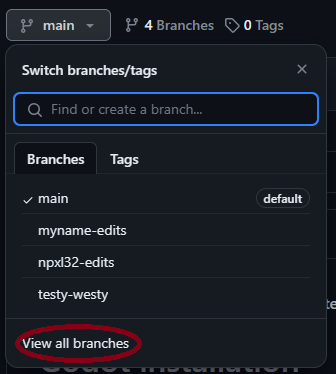 main
4 Branches
0 Tags
Switch branches/tags
Find or create a branch...
Branches
Tags
main
default
myname-edits
npxl32-edits
testy-westy
View all branches